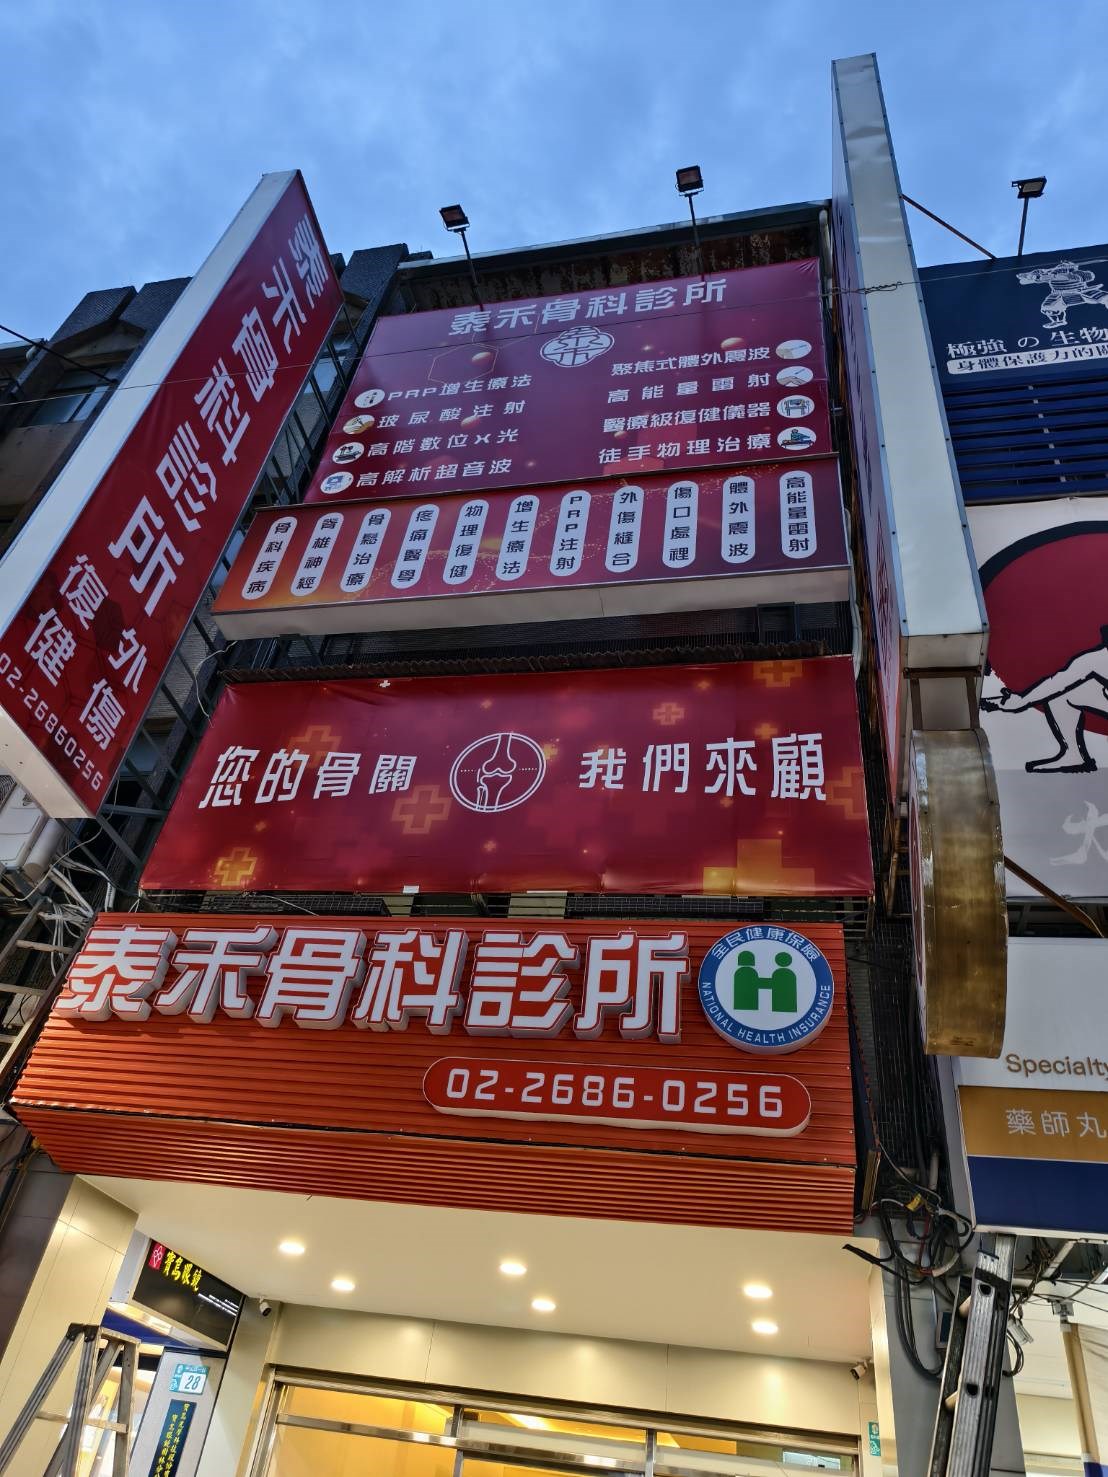 泰禾骨科診所
復健
外傷
02-26860256
泰禾骨科診所
PRP增生療法
玻尿酸注射
高階數位X光
高解析超音波
聚焦式體外震波
高能量雷射
醫療級復健儀器
徒手物理治療
骨科疾病
脊椎神經
骨鬆治療
疼痛醫學
物理復健
增生療法
PRP注射
外傷縫合
傷口處裡
體外震波
高能量雷射
您的骨關
我們來顧
泰禾骨科診所
全民健康保險
NATIONAL HEALTH INSURANCE
02-2686-0256
極強の生物
身體保護力的關
大
Specialty
藥師丸
寶島眼鏡
28